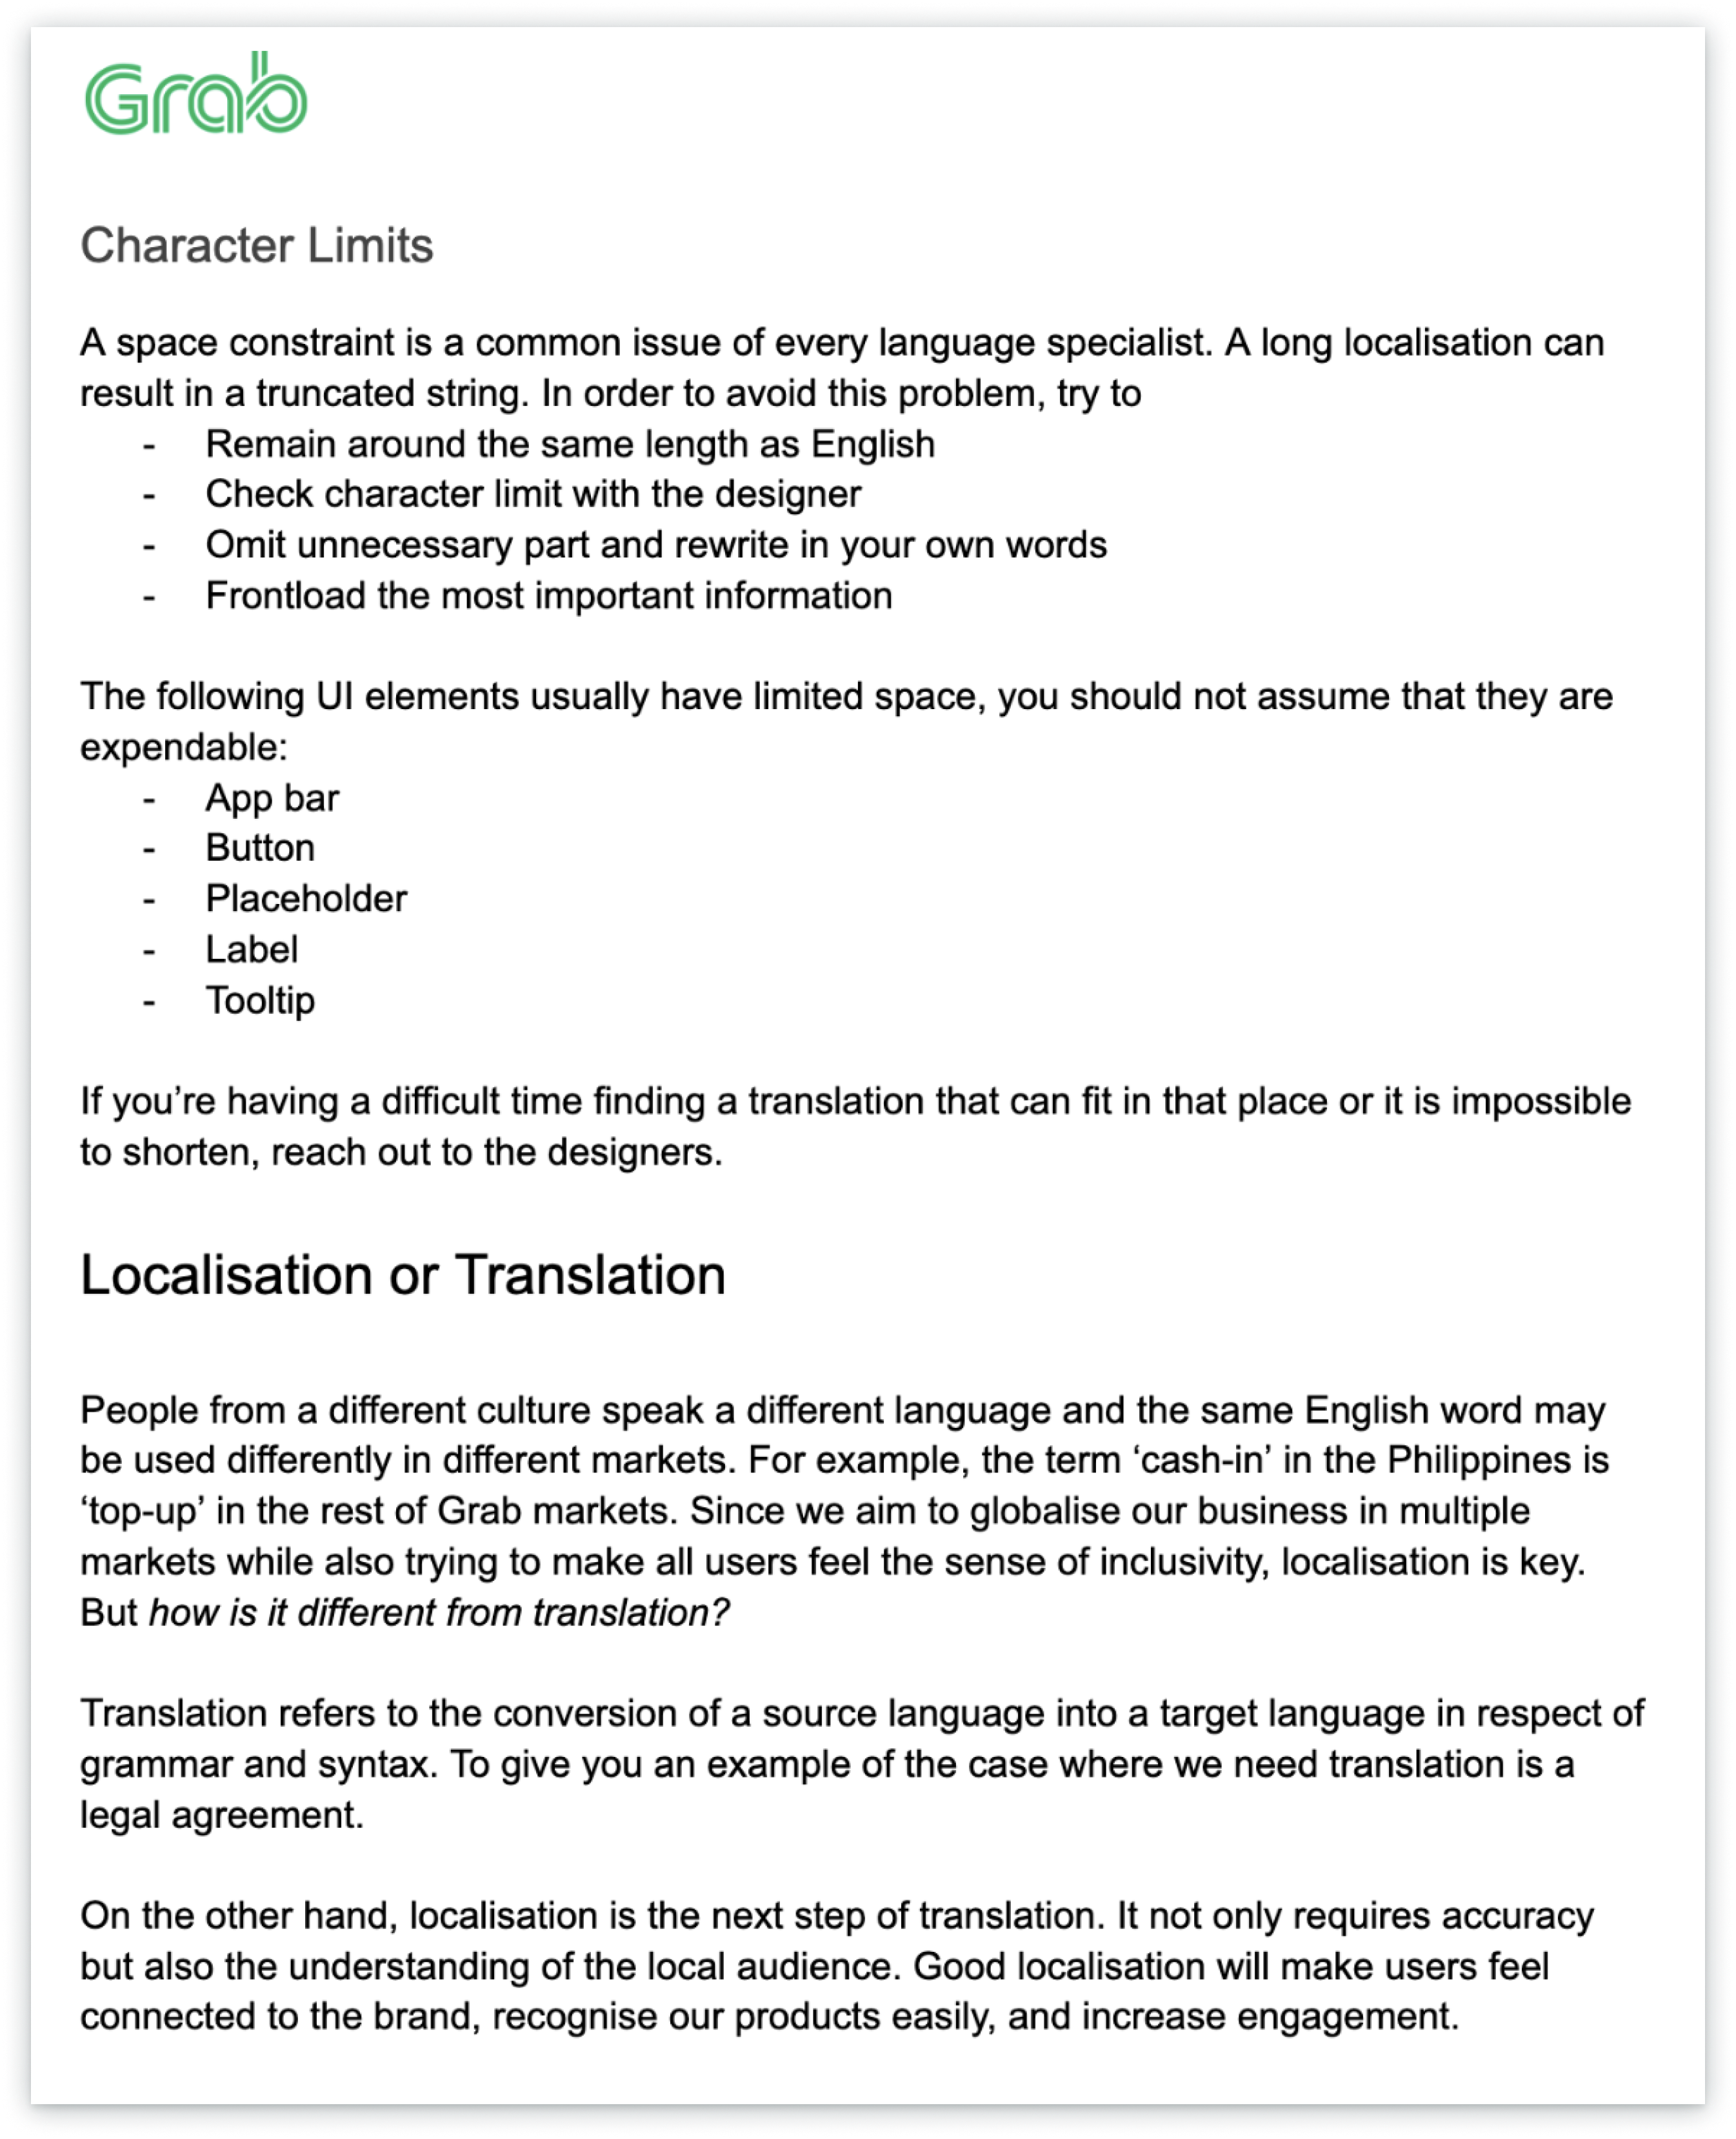 Grab
Character Limits
A space constraint is a common issue of every language specialist. A long localisation can
result in a truncated string. In order to avoid this problem, try to
- Remain around the same length as English
- Check character limit with the designer
- Omit unnecessary part and rewrite in your own words
- Frontload the most important information
The following UI elements usually have limited space, you should not assume that they are
expendable:
- App bar
- Button
- Placeholder
- Label
- Tooltip
If you’re having a difficult time finding a translation that can fit in that place or it is impossible
to shorten, reach out to the designers.
Localisation or Translation
People from a different culture speak a different language and the same English word may
be used differently in different markets. For example, the term ‘cash-in’ in the Philippines is
‘top-up’ in the rest of Grab markets. Since we aim to globalise our business in multiple
markets while also trying to make all users feel the sense of inclusivity, localisation is key.
But how is it different from translation?
Translation refers to the conversion of a source language into a target language in respect of
grammar and syntax. To give you an example of the case where we need translation is a
legal agreement.
On the other hand, localisation is the next step of translation. It not only requires accuracy
but also the understanding of the local audience. Good localisation will make users feel
connected to the brand, recognise our products easily, and increase engagement.